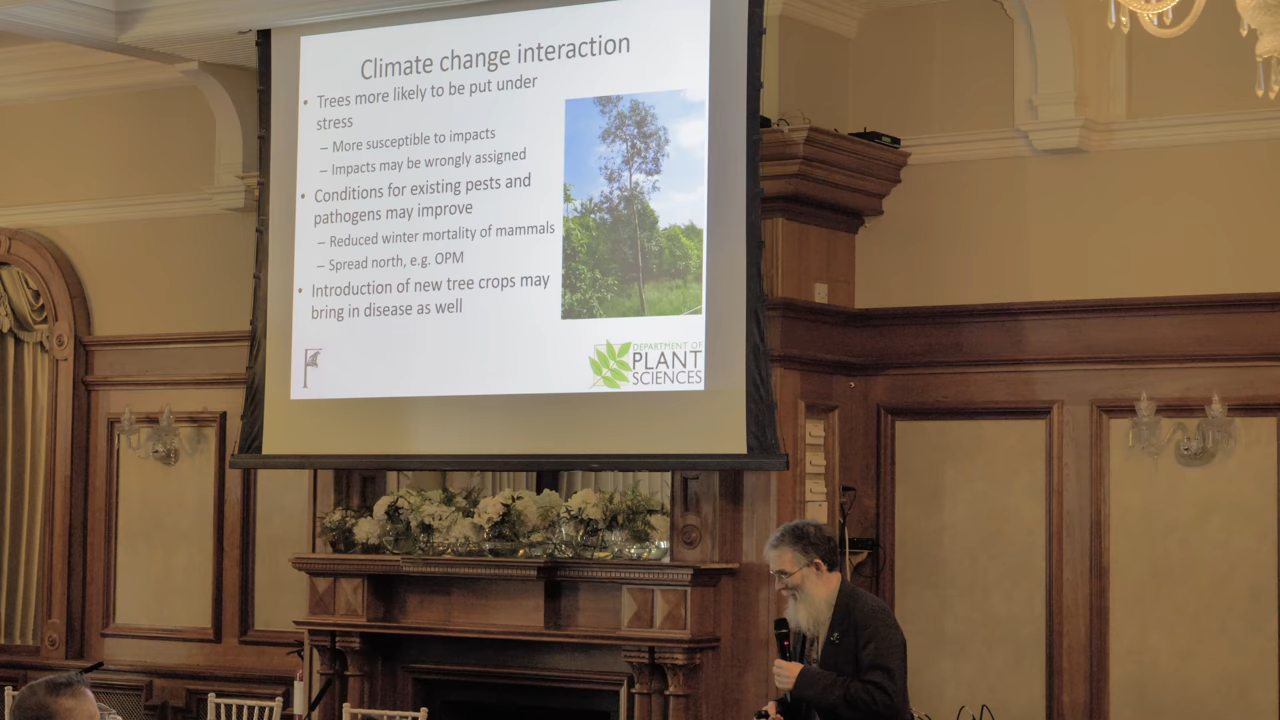 Climate change interaction
• Trees more likely to be put under
stress
– More susceptible to impacts
– Impacts may be wrongly assigned
• Conditions for existing pests and
pathogens may improve
– Reduced winter mortality of mammals
– Spread north, e.g. OPM
• Introduction of new tree crops may
bring in disease as well
DEPARTMENT OF
PLANT
SCIENCES